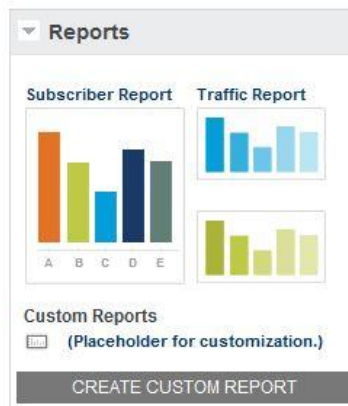 Reports
Subscriber Report
Traffic Report
A B C D E
Custom Reports
(Placeholder for customization.)
CREATE CUSTOM REPORT